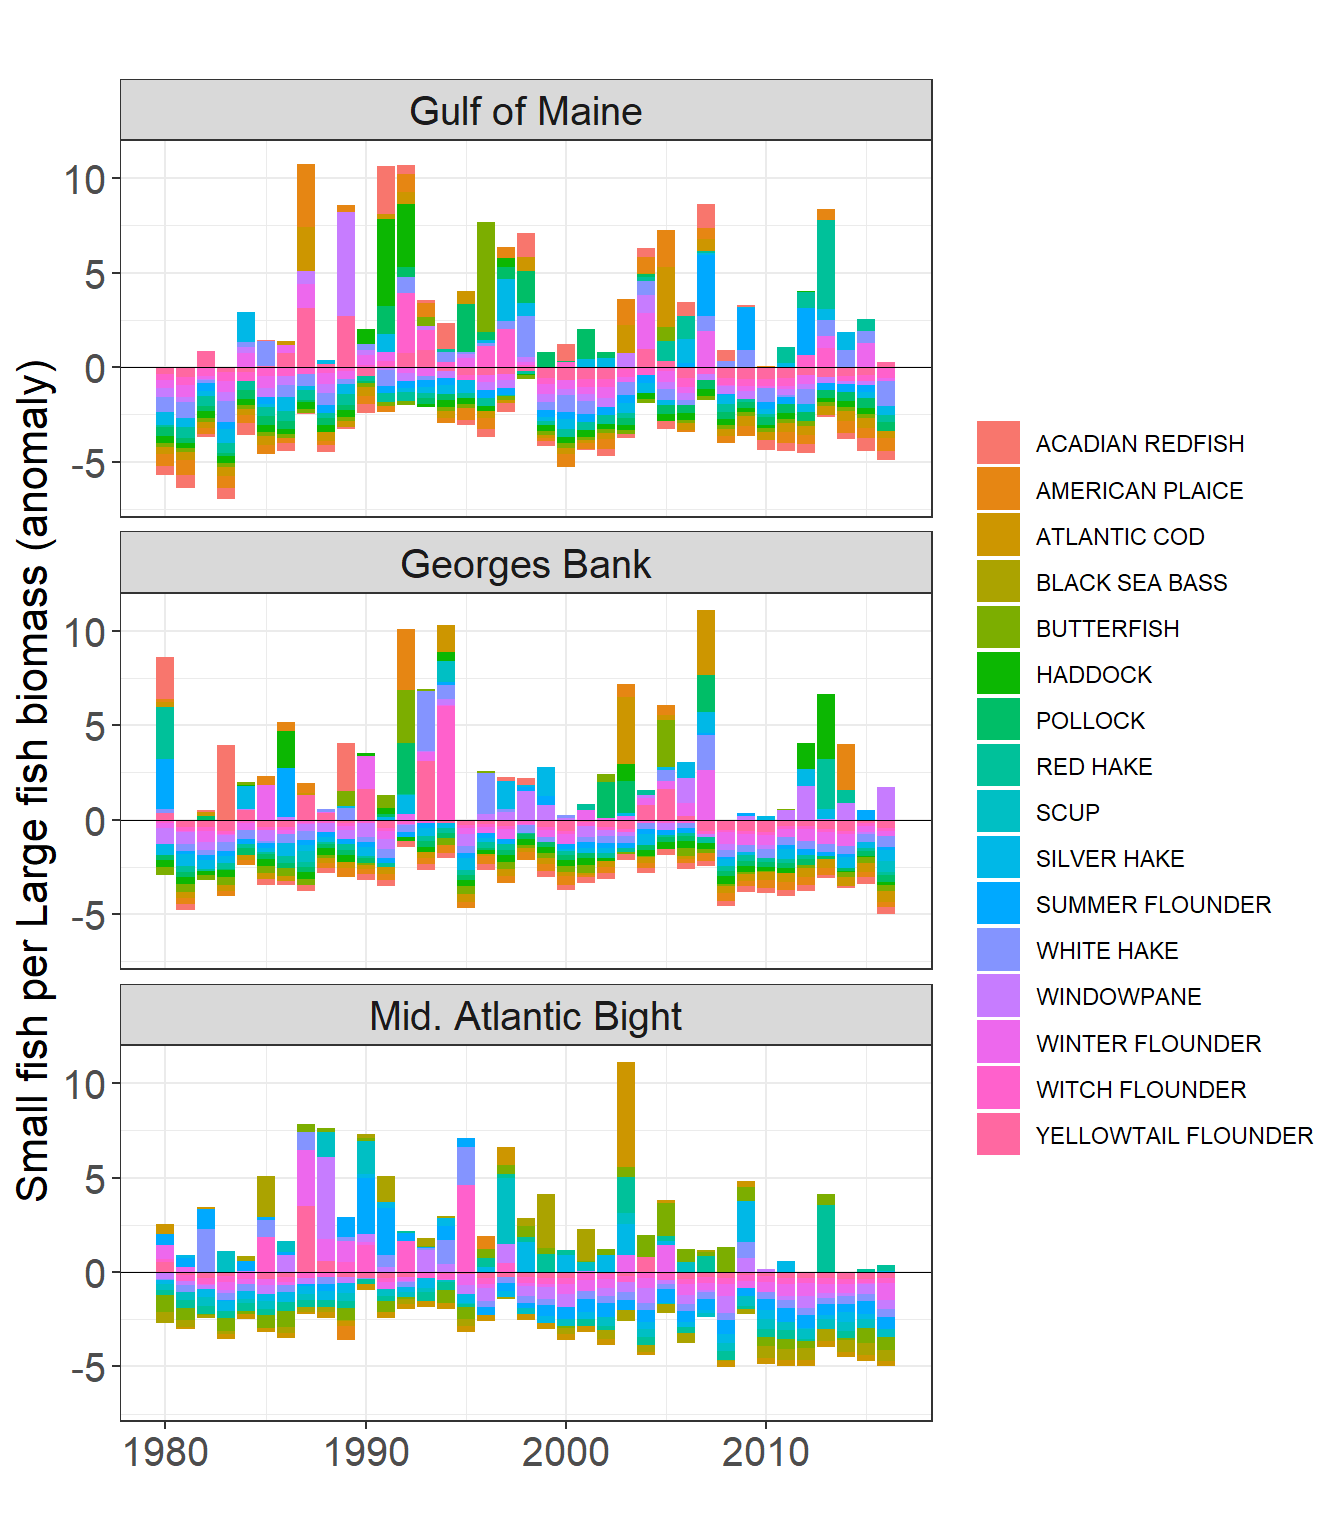 Gulf of Maine
10
5
0
-5
Georges Bank
10
5
0
-5
Mid. Atlantic Bight
10
5
0
-5
1980
1990
2000
2010
Small fish per Large fish biomass (anomaly)
ACADIAN REDFISH
AMERICAN PLAICE
ATLANTIC COD
BLACK SEA BASS
BUTTERFISH
HADDOCK
POLLOCK
RED HAKE
SCUP
SILVER HAKE
SUMMER FLOUNDER
WHITE HAKE
WINDOWPANE
WINTER FLOUNDER
WITCH FLOUNDER
YELLOWTAIL FLOUNDER